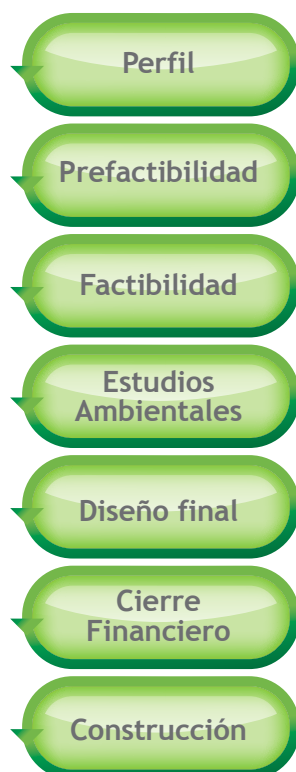 Perfil
Prefactibilidad
Factibilidad
Estudios
Ambientales
Diseño final
Cierre
Financiero
Construcción